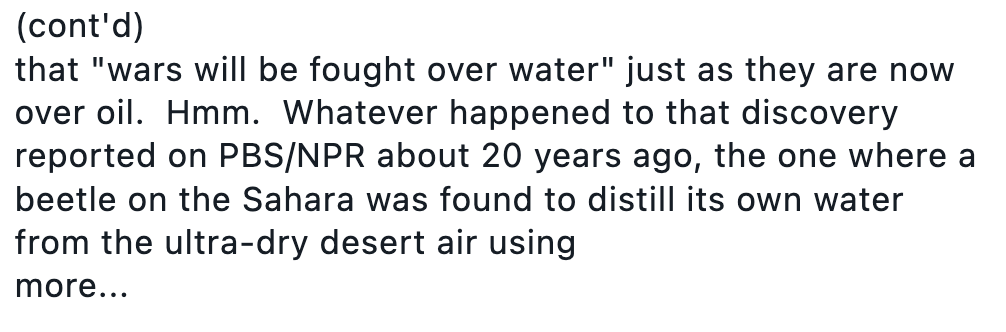 (cont'd)
that "wars will be fought over water" just as they are now
over oil.  Hmm.  Whatever happened to that discovery
reported on PBS/NPR about 20 years ago, the one where a
beetle on the Sahara was found to distill its own water
from the ultra-dry desert air using
more...